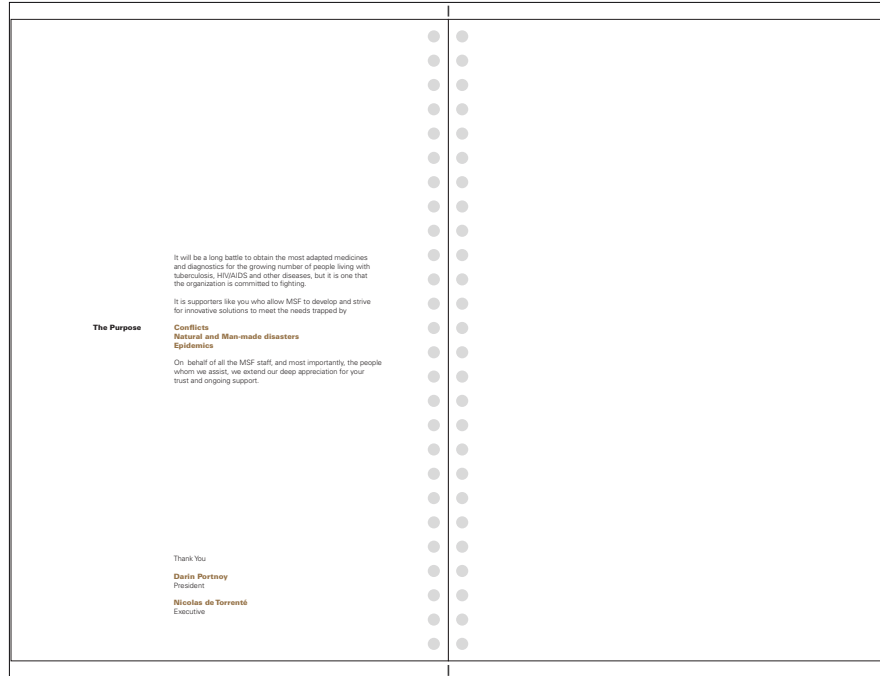 It will be a long battle to obtain the most adapted medicines
and diagnostics for the growing number of people living with
tuberculosis, HIV/AIDS and other diseases, but it is one that
the organization is committed to fighting.
It is supporters like you who allow MSF to develop and strive
for innovative solutions to meet the needs trapped by
The Purpose
Conflicts
Natural and Man-made disasters
Epidemics
On behalf of all the MSF staff, and most importantly, the people
whom we assist, we extend our deep appreciation for your
trust and ongoing support.
Thank You
Darin Portnoy
President
Nicolas de Torrenté
Executive